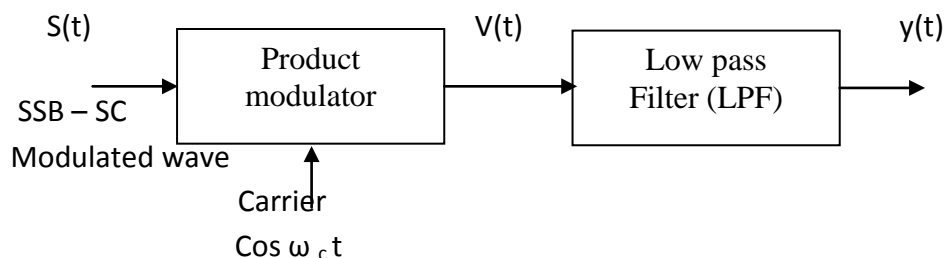 S(t)
V(t)
y(t)
Product
modulator
Low pass
Filter (LPF)
SSB – SC
Modulated wave
Carrier
Cos ω c t